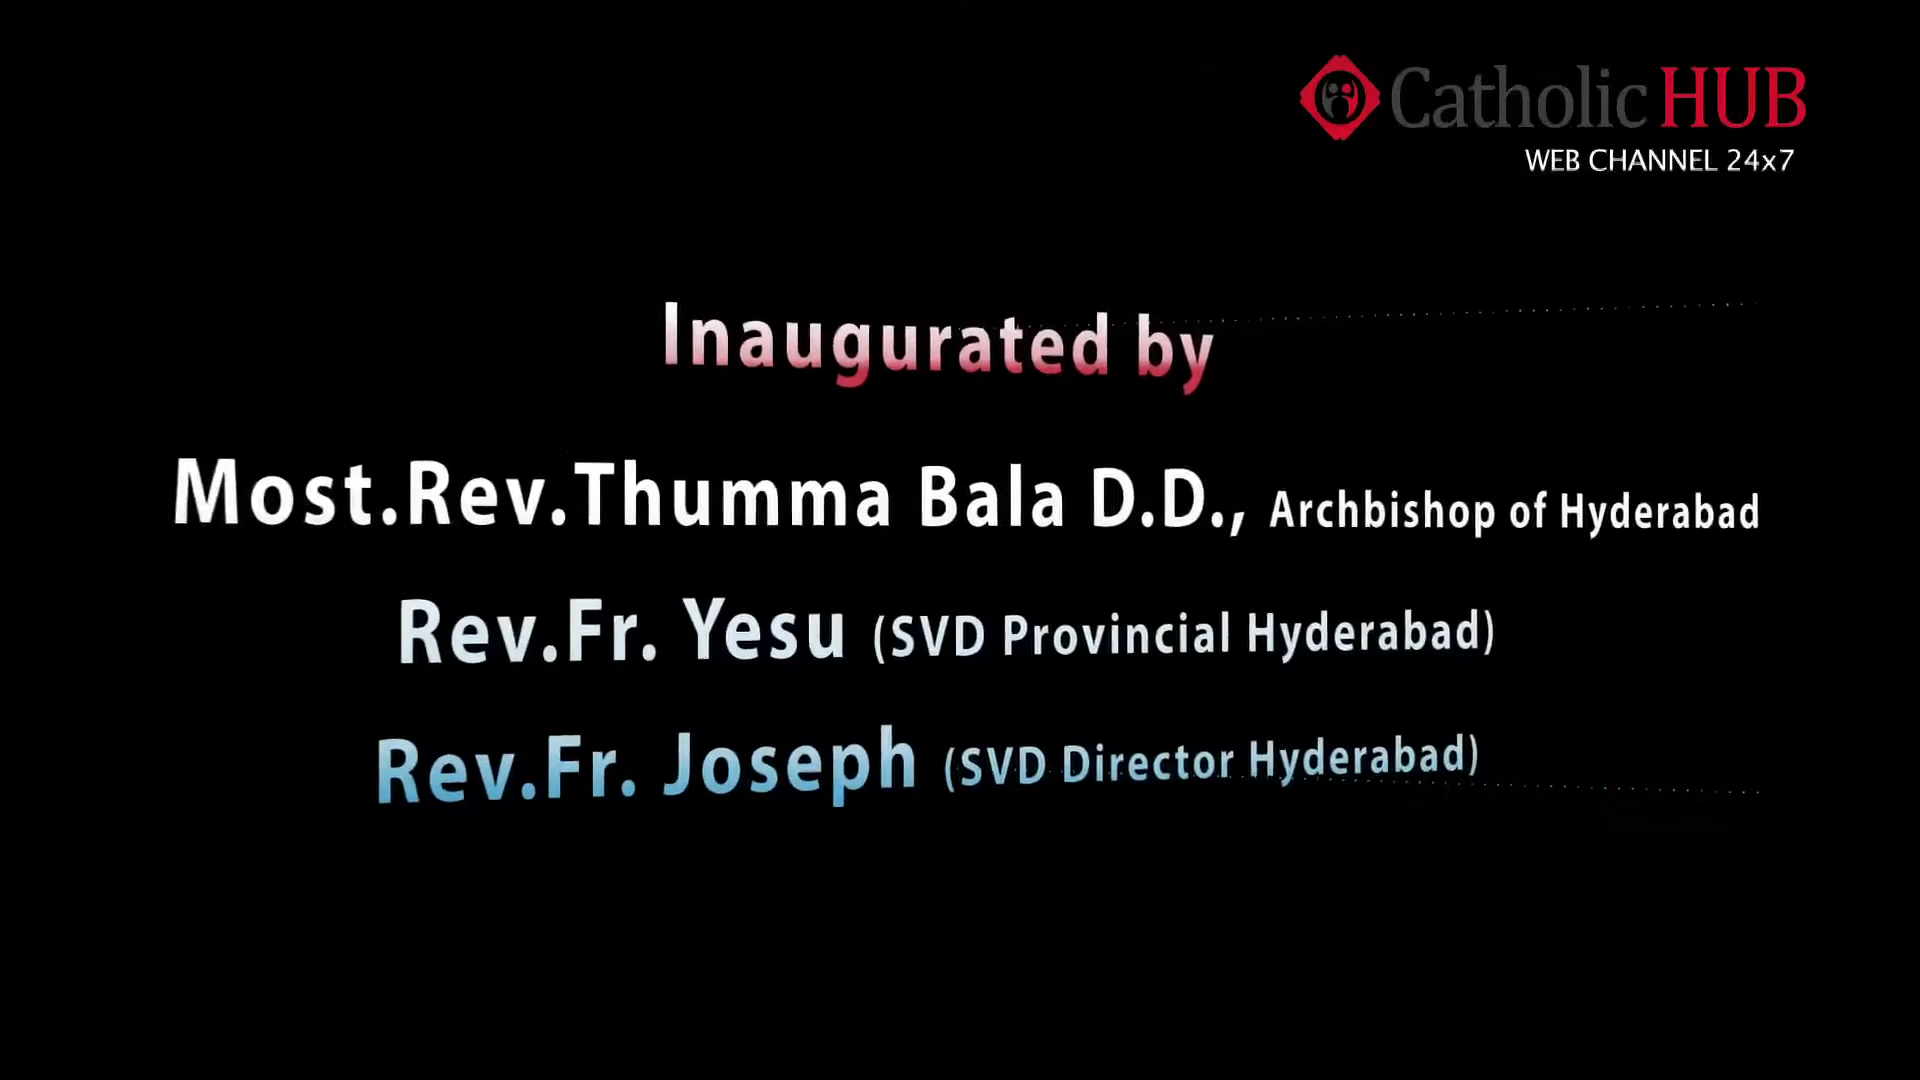 Catholic HUB
WEB CHANNEL 24x7
Inaugurated by
Most.Rev.Thumma Bala D.D., Archbishop of Hyderabad
Rev.Fr. Yesu (SVD Provincial Hyderabad)
Rev.Fr. Joseph (SVD Director Hyderabad)